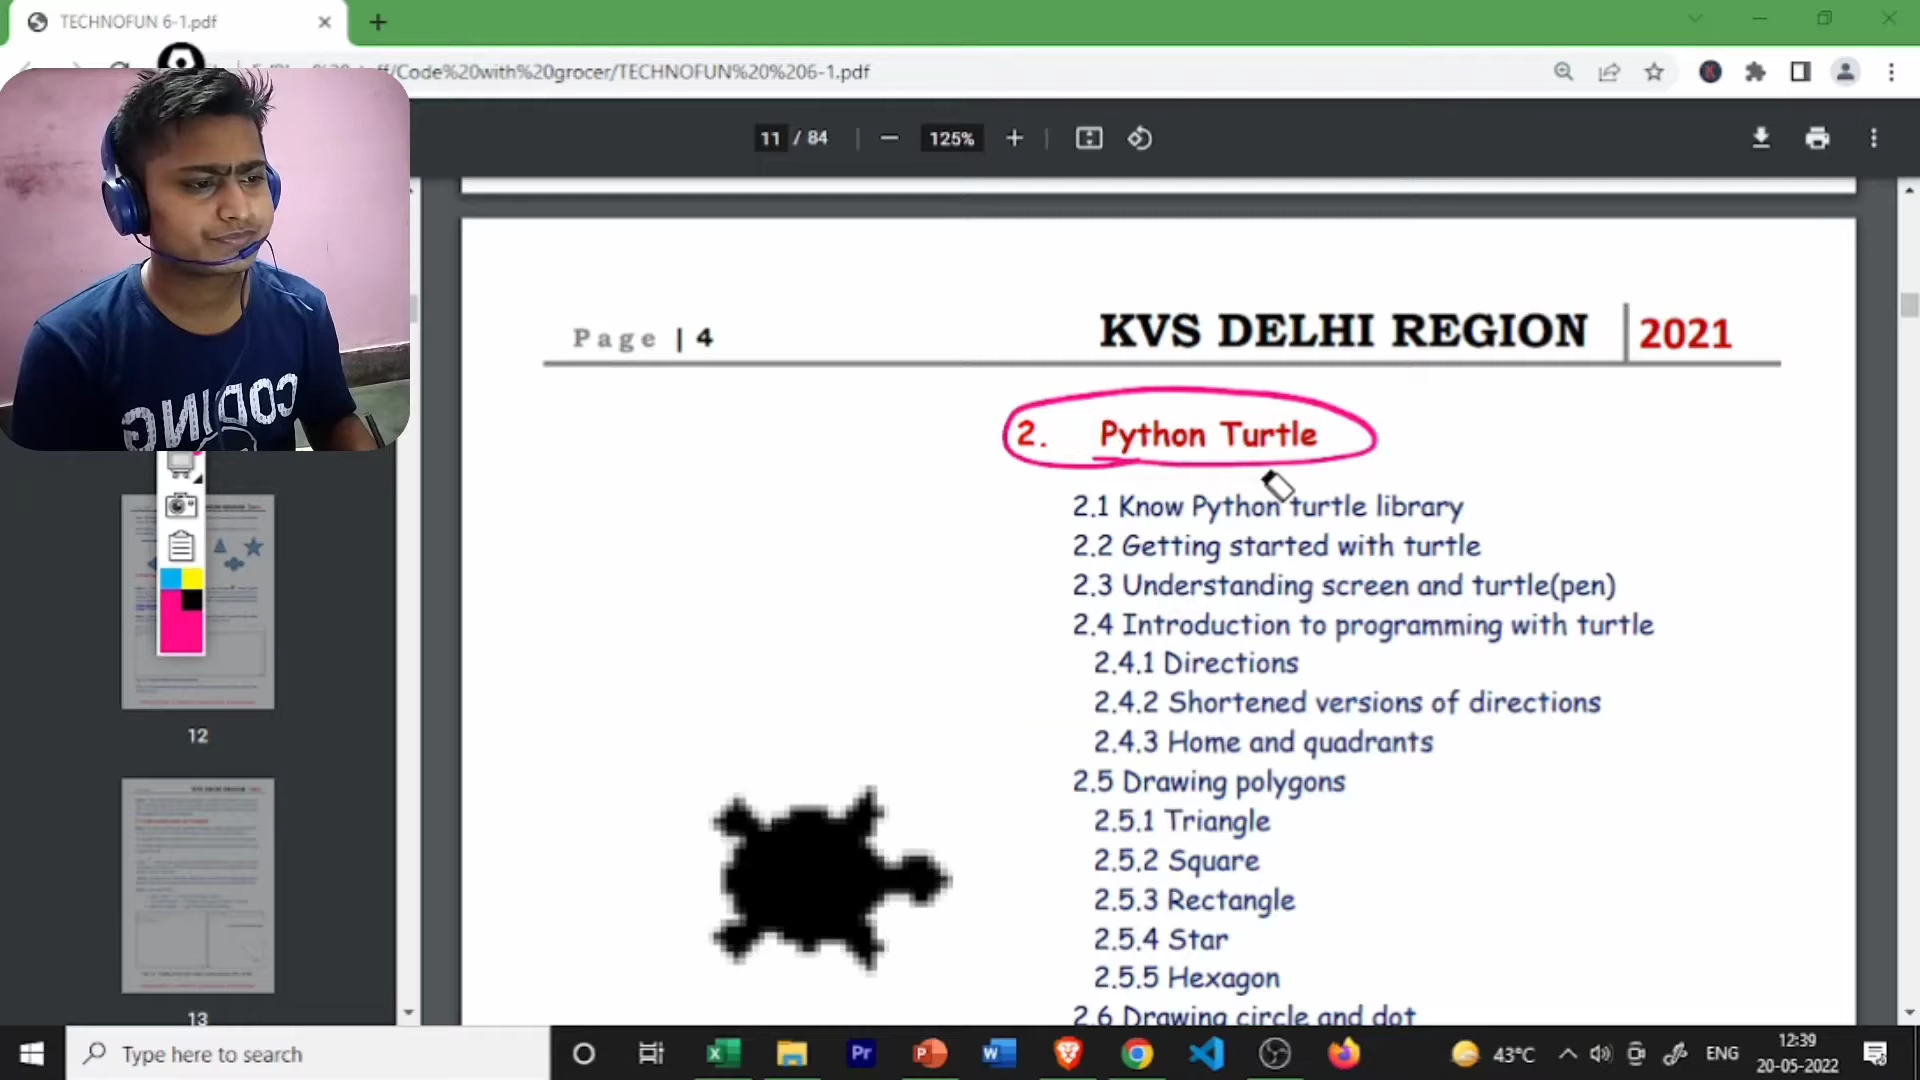 TECHNOFUN 6-1.pdf
/Code%20with%20grocer/TECHNOFUN%20%206-1.pdf
11 / 84
125%
Page | 4
KVS DELHI REGION
2021
2. Python Turtle
2.1 Know Python turtle library
2.2 Getting started with turtle
2.3 Understanding screen and turtle(pen)
2.4 Introduction to programming with turtle
2.4.1 Directions
2.4.2 Shortened versions of directions
2.4.3 Home and quadrants
2.5 Drawing polygons
2.5.1 Triangle
2.5.2 Square
2.5.3 Rectangle
2.5.4 Star
2.5.5 Hexagon
2.6 Drawing circle and dot
CODING
12
13
Type here to search
Pr
43°C
ENG
12:39
20-05-2022